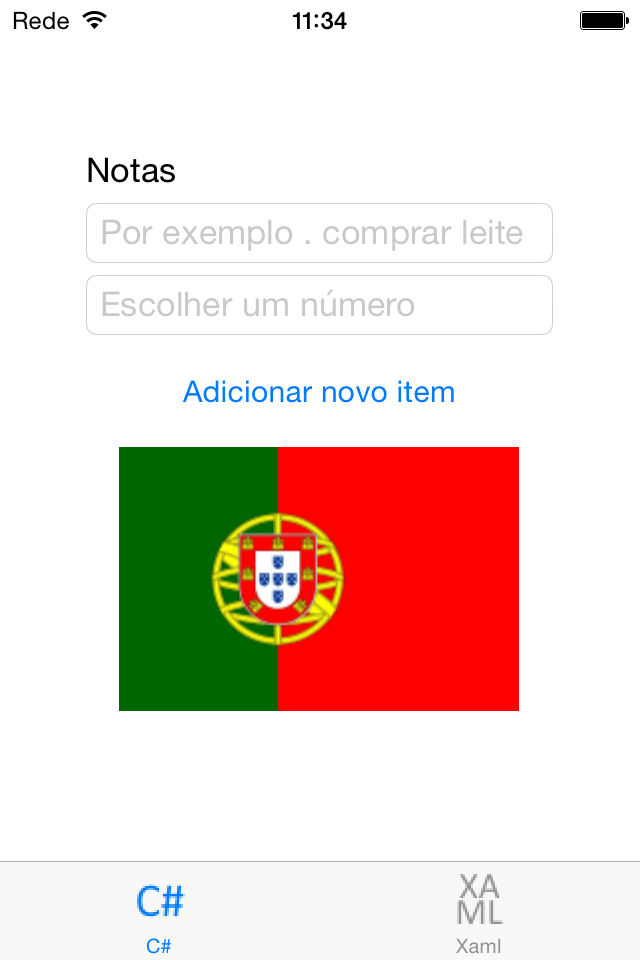 Rede 11:34
Notas
Por exemplo . comprar leite
Escolher um número
Adicionar novo item
C# XA
ML
C# Xaml